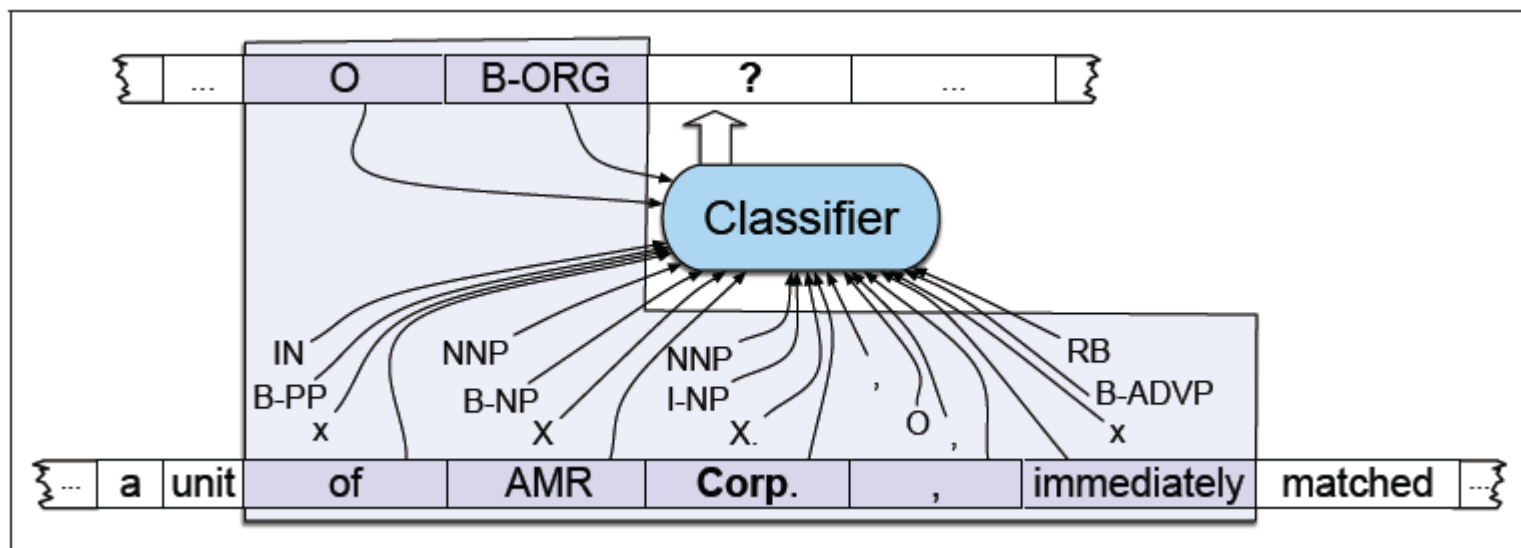 ... O B-ORG ? ...
Classifier
IN NNP NNP , RB
B-PP B-NP I-NP O B-ADVP
x X X. , x
... a unit of AMR Corp. , immediately matched ...